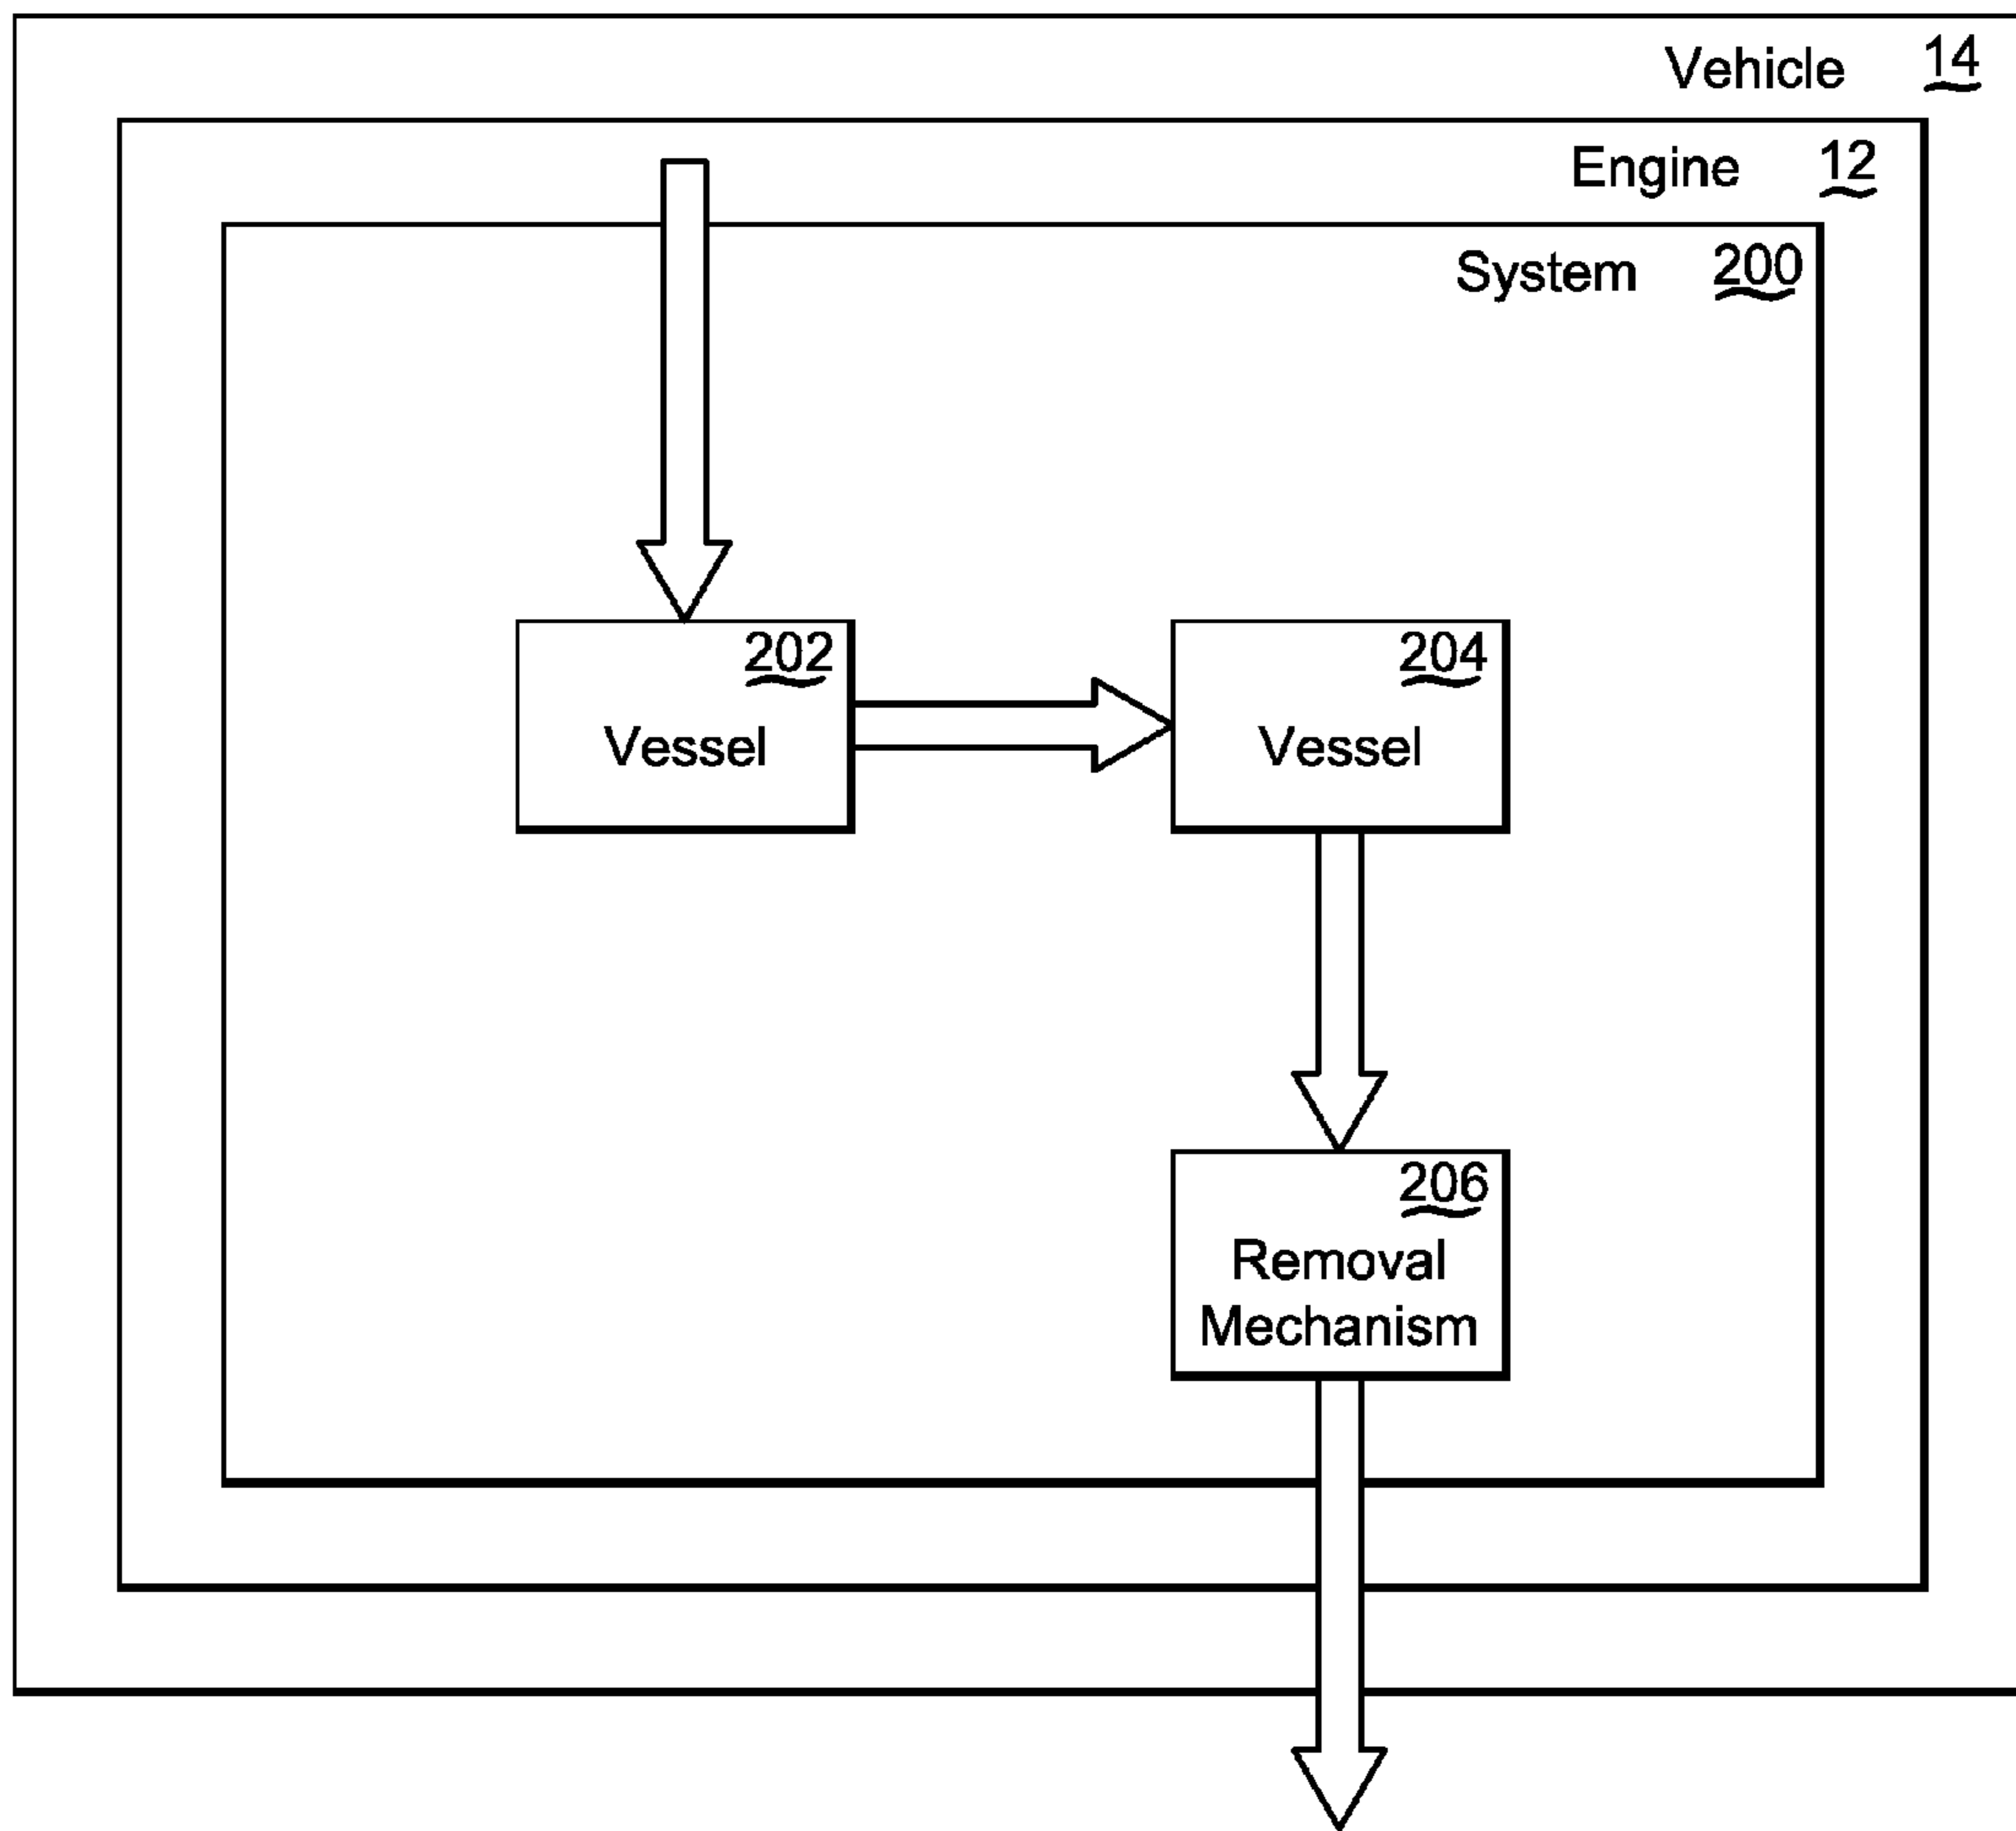 Vehicle 14
Engine 12
System 200
202
Vessel
204
Vessel
206
Removal
Mechanism